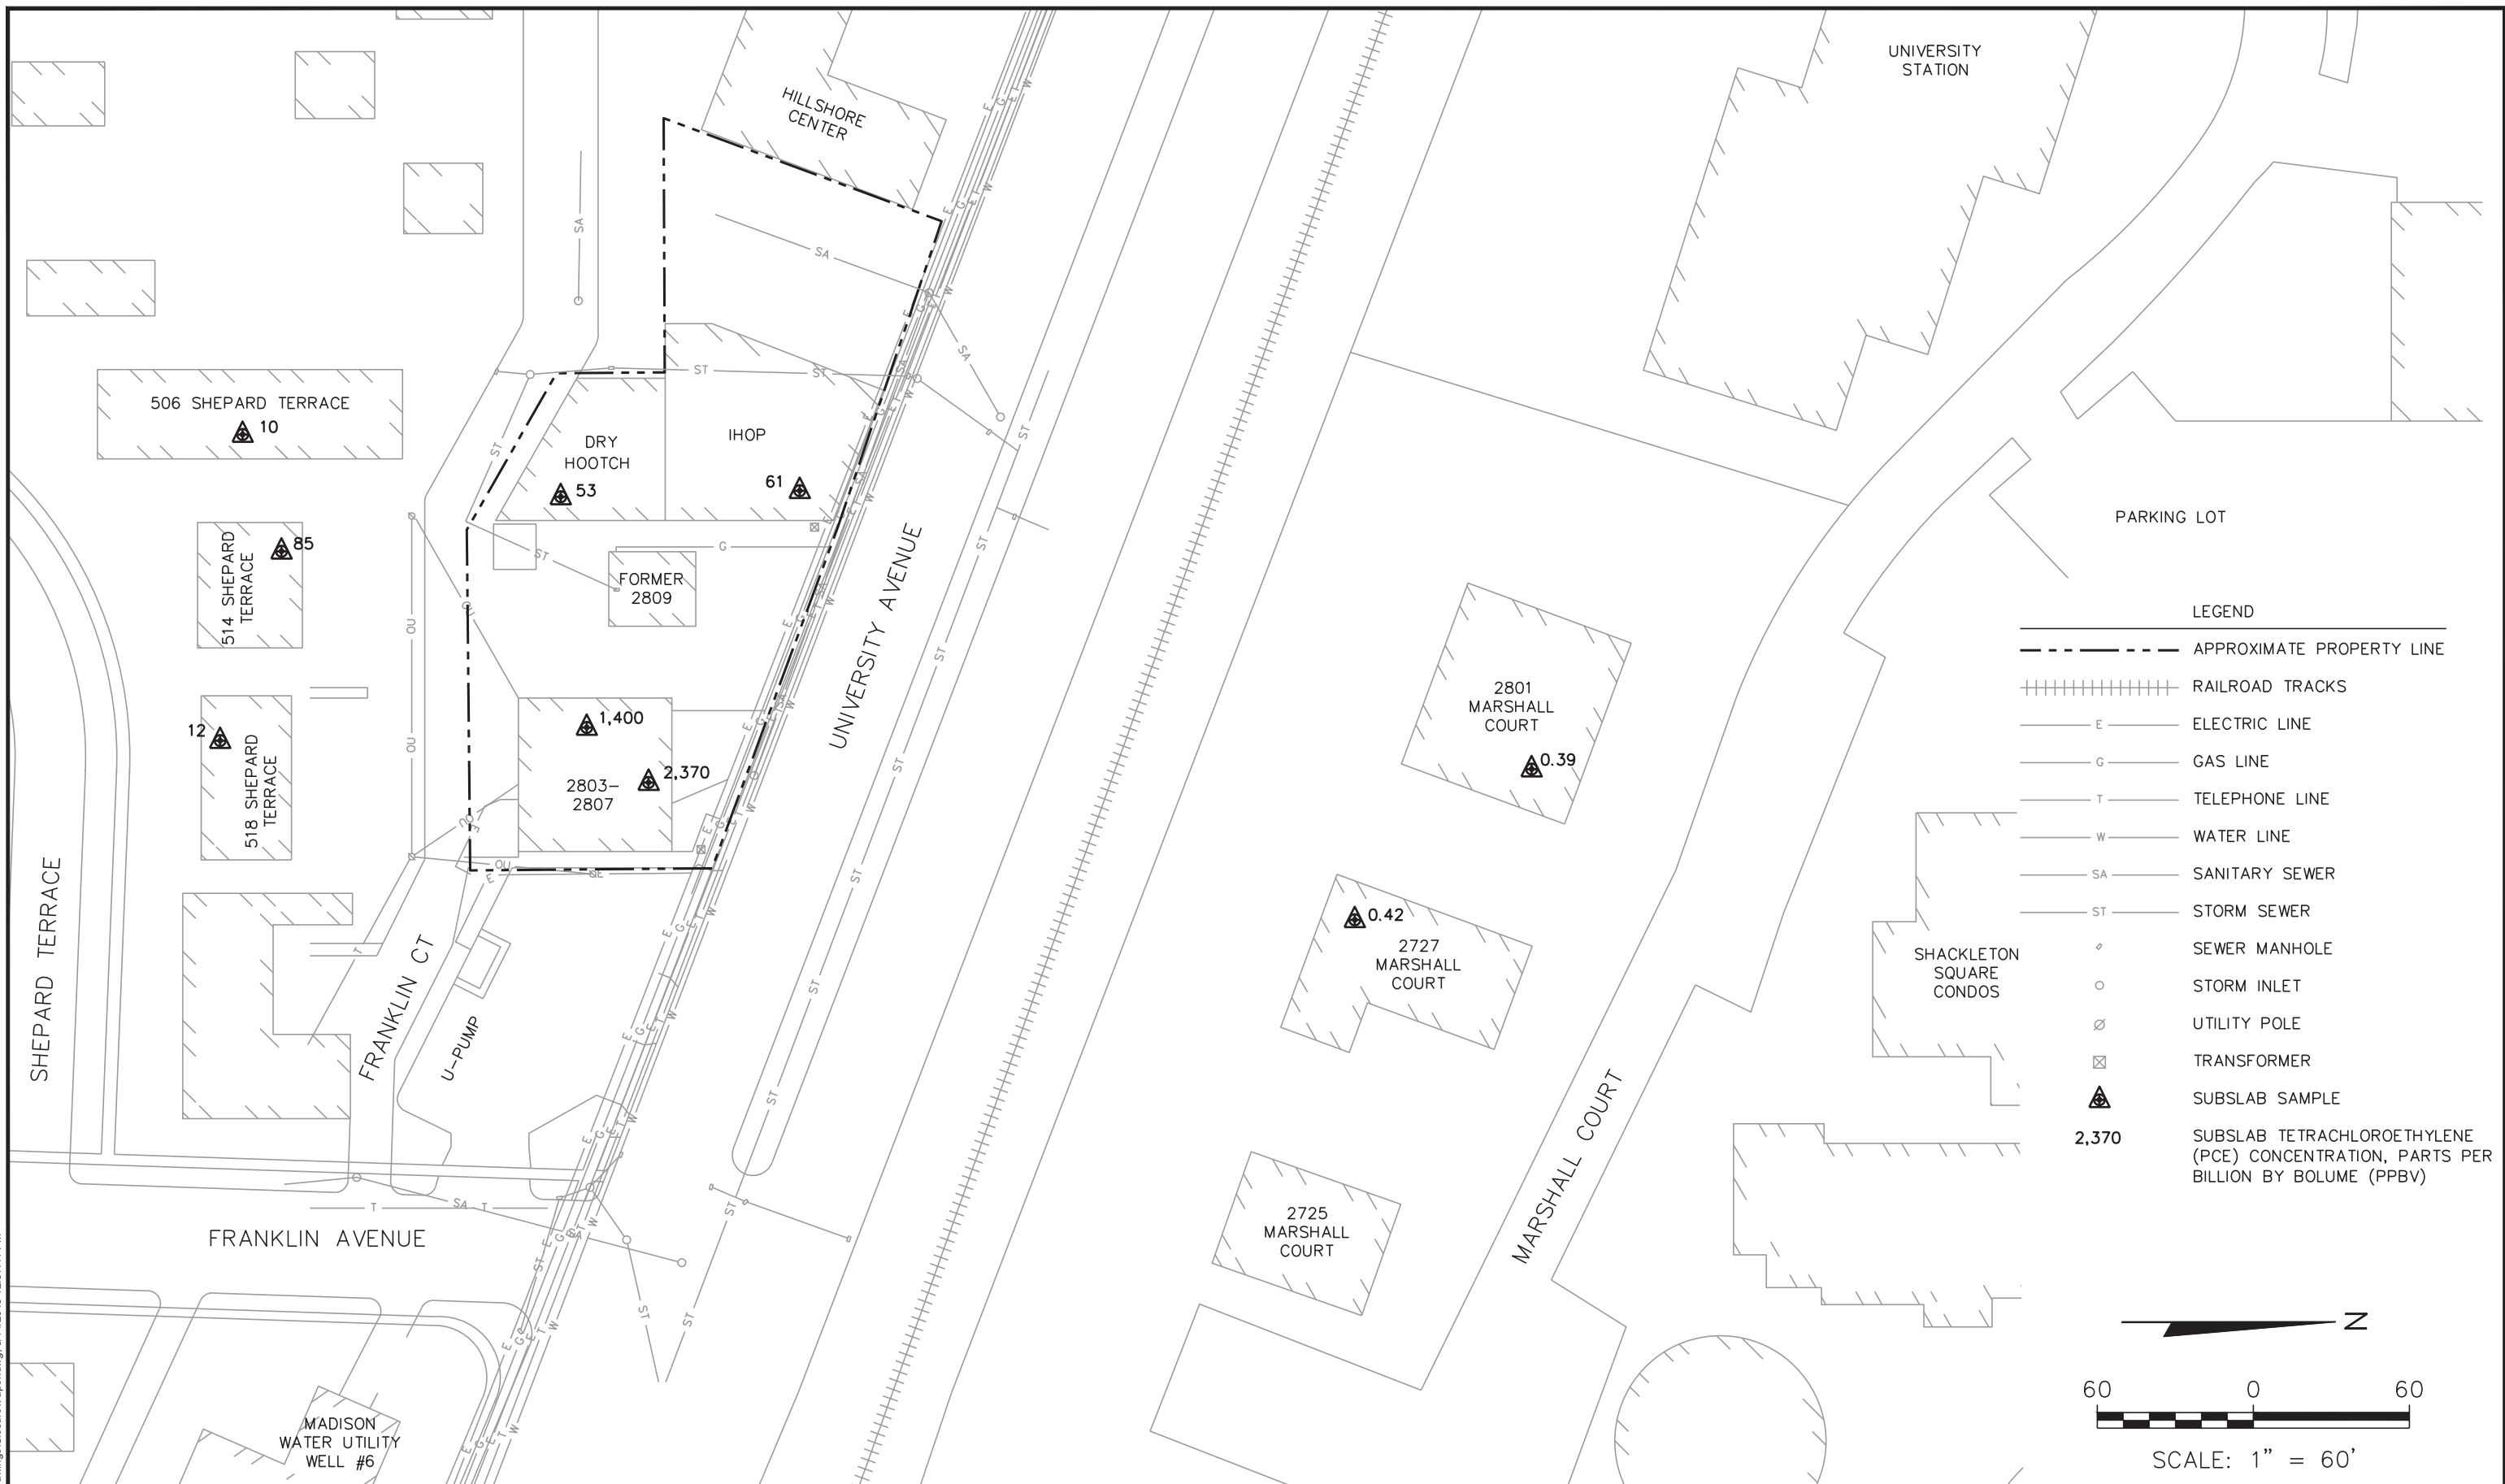 UNIVERSITY
STATION
HILLSHORE
CENTER
506 SHEPARD TERRACE
10
DRY
HOOTCH
53
IHOP
61
514 SHEPARD
TERRACE
85
FORMER
2809
518 SHEPARD
TERRACE
12
1,400
2,370
2803-
2807
UNIVERSITY AVENUE
2801
MARSHALL
COURT
0.39
0.42
2727
MARSHALL
COURT
2725
MARSHALL
COURT
MARSHALL COURT
PARKING LOT
SHACKLETON
SQUARE
CONDOS
SHEPARD TERRACE
FRANKLIN CT
U-PUMP
FRANKLIN AVENUE
MADISON
WATER UTILITY
WELL #6
LEGEND
APPROXIMATE PROPERTY LINE
RAILROAD TRACKS
E ELECTRIC LINE
G GAS LINE
T TELEPHONE LINE
W WATER LINE
SA SANITARY SEWER
ST STORM SEWER
SEWER MANHOLE
STORM INLET
UTILITY POLE
TRANSFORMER
SUBSLAB SAMPLE
2,370 SUBSLAB TETRACHLOROETHYLENE
(PCE) CONCENTRATION, PARTS PER
BILLION BY BOLUME (PPBV)
N
60 0 60
SCALE: 1" = 60'